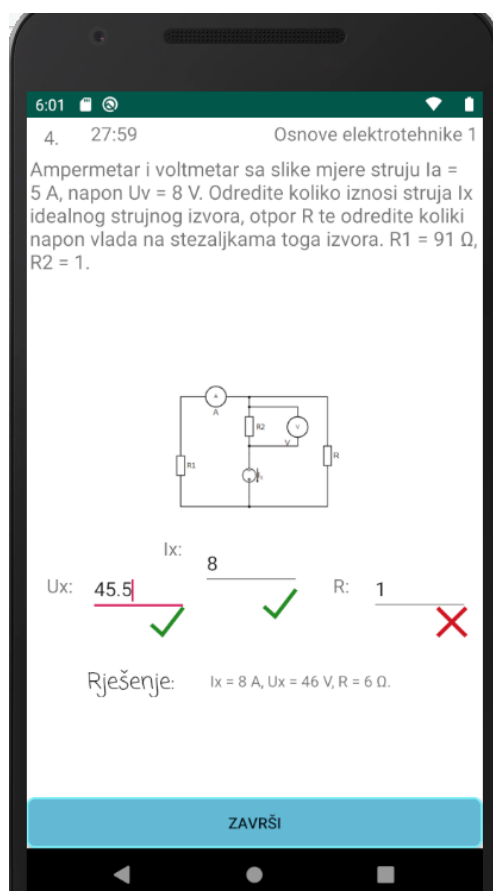 6:01
4. 27:59 Osnove elektrotehnike 1
Ampermetar i voltmetar sa slike mjere struju Ia =
5 A, napon Uv = 8 V. Odredite koliko iznosi struja Ix
idealnog strujnog izvora, otpor R te odredite koliki
napon vlada na stezaljkama toga izvora. R1 = 91 Ω,
R2 = 1.
A
A
R2
V
V
R
R1
Ix:
8
Ux: 45.5
R: 1
Rješenje: Ix = 8 A, Ux = 46 V, R = 6 Ω.
ZAVRŠI